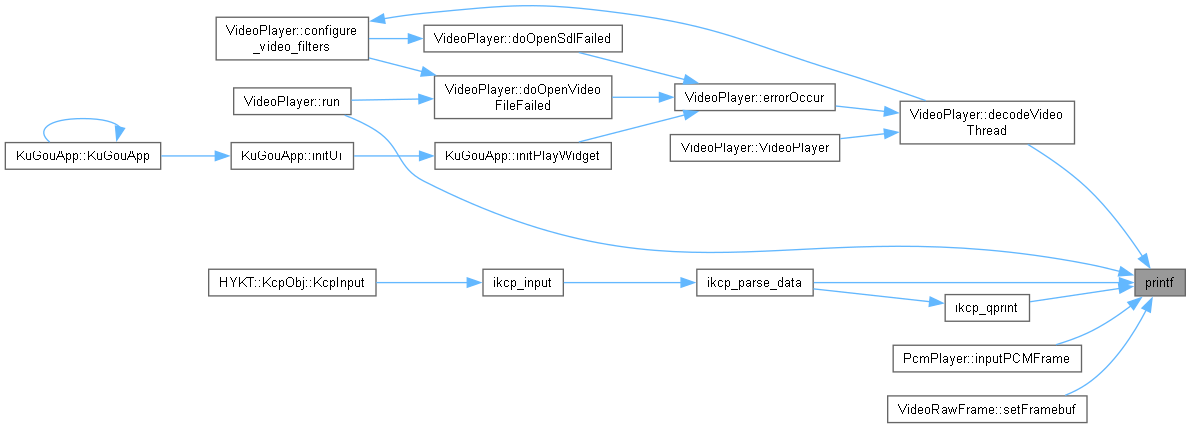 VideoPlayer::configure
_video_filters
VideoPlayer::doOpenSdlFailed
VideoPlayer::run
VideoPlayer::doOpenVideo
FileFailed
VideoPlayer::errorOccur
VideoPlayer::decodeVideo
Thread
KuGouApp::KuGouApp
KuGouApp::initUi
KuGouApp::initPlayWidget
VideoPlayer::VideoPlayer
HYKT::KcpObj::KcpInput
ikcp_input
ikcp_parse_data
printf
ikcp_qprint
PcmPlayer::inputPCMFrame
VideoRawFrame::setFramebuf